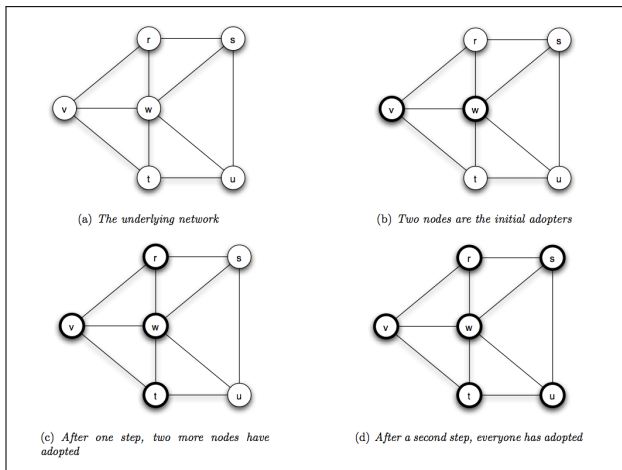 r s
v w
t u
(a) The underlying network
r s
v w
t u
(b) Two nodes are the initial adopters
r s
v w
t u
(c) After one step, two more nodes have
adopted
r s
v w
t u
(d) After a second step, everyone has adopted